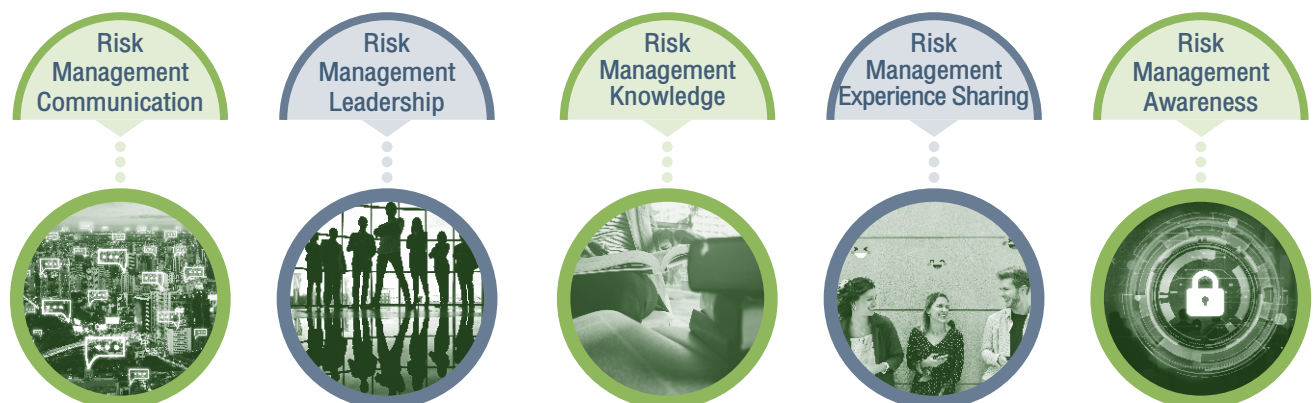 Risk
Management
Communication
Risk
Management
Leadership
Risk
Management
Knowledge
Risk
Management
Experience Sharing
Risk
Management
Awareness